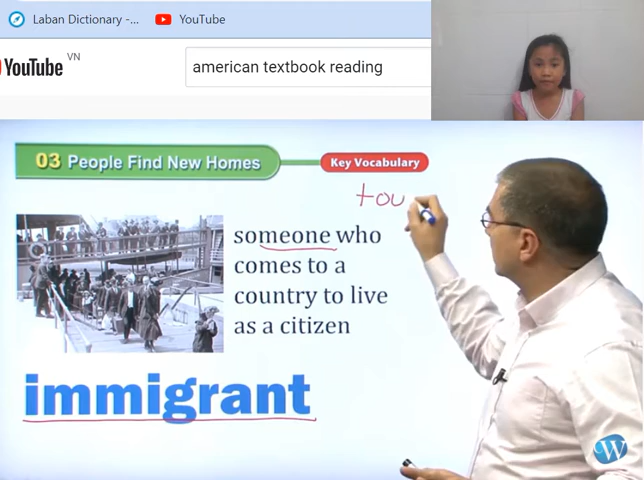 Laban Dictionary -...
YouTube
YouTube VN
american textbook reading
03 People Find New Homes
Key Vocabulary
tou
someone who
comes to a
country to live
as a citizen
immigrant
W